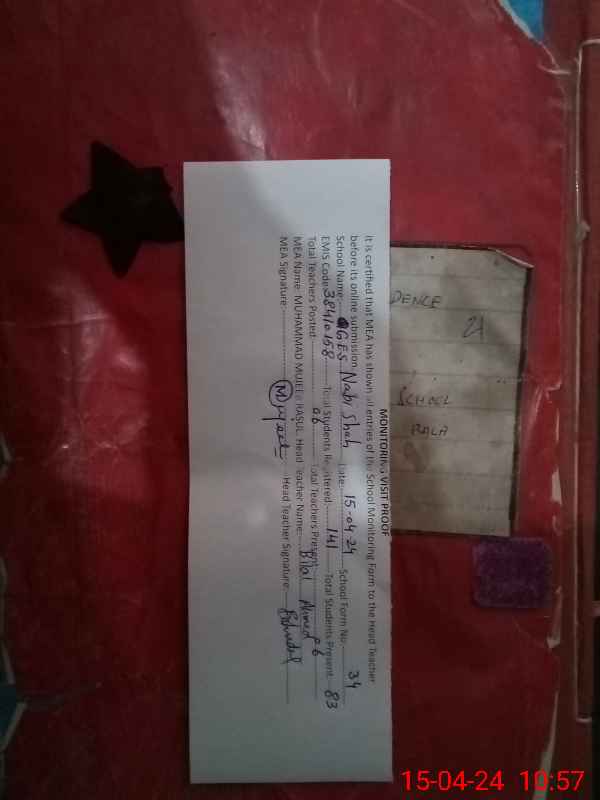 MONITORING VISIT PROOF
It is certified that MEA has shown all entries of the School Monitoring Form to the Head Teacher
before its online submission.
School Name: GES Nabi Shah Date: 15-04-24 School Form No: 34
EMIS Code: 38410158 Total Students Registered: 141 Total Students Present: 83
Total Teachers Posted: 06 Total Teachers Present: 06
MEA Name: MUHAMMAD MUJEEB RASUL Head Teacher Name: Bilal Ahmed
MEA Signature: Mujeeb Head Teacher Signature:
DENCE
21
SCHOOL
RALA
15-04-24 10:57